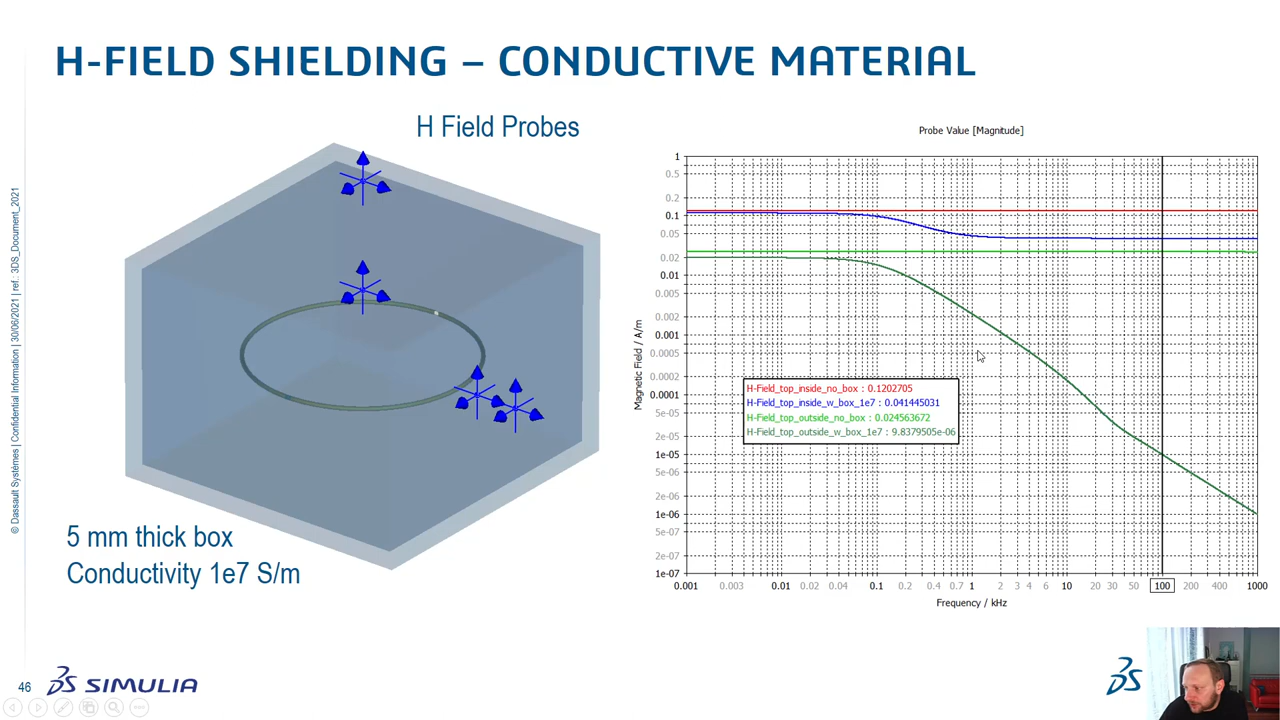 H-FIELD SHIELDING – CONDUCTIVE MATERIAL
H Field Probes
© Dassault Systèmes | Confidential Information | 30/06/2021 | ref.: 3DS_Document_2021
5 mm thick box
Conductivity 1e7 S/m
Probe Value [Magnitude]
Magnetic Field / A/m
1
0.5
0.2
0.1
0.05
0.02
0.01
0.005
0.002
0.001
0.0005
0.0002
0.0001
5e-05
2e-05
1e-05
5e-06
2e-06
1e-06
5e-07
2e-07
1e-07
H-Field_top_inside_no_box : 0.1202705
H-Field_top_inside_w_box_1e7 : 0.041445031
H-Field_top_outside_no_box : 0.024563672
H-Field_top_outside_w_box_1e7 : 9.8379505e-06
0.001 0.003 0.01 0.02 0.04 0.1 0.2 0.4 0.7 1 2 3 4 6 10 20 30 50 100 200 400 1000
Frequency / kHz
46
SIMULIA